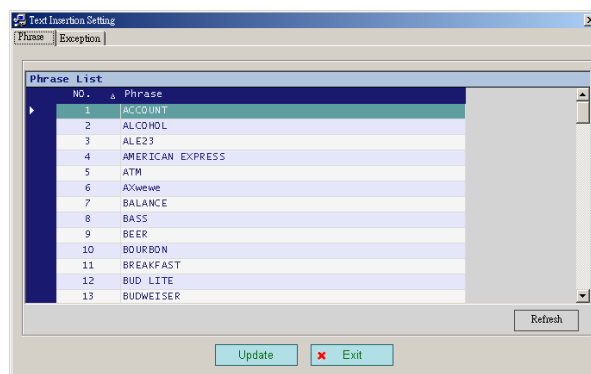 Text Insertion Setting
Phrase Exception
Phrase List
NO. Phrase
1 ACCOUNT
2 ALCOHOL
3 ALE23
4 AMERICAN EXPRESS
5 ATM
6 AXwewe
7 BALANCE
8 BASS
9 BEER
10 BOURBON
11 BREAKFAST
12 BUD LITE
13 BUDWEISER
Refresh
Update Exit